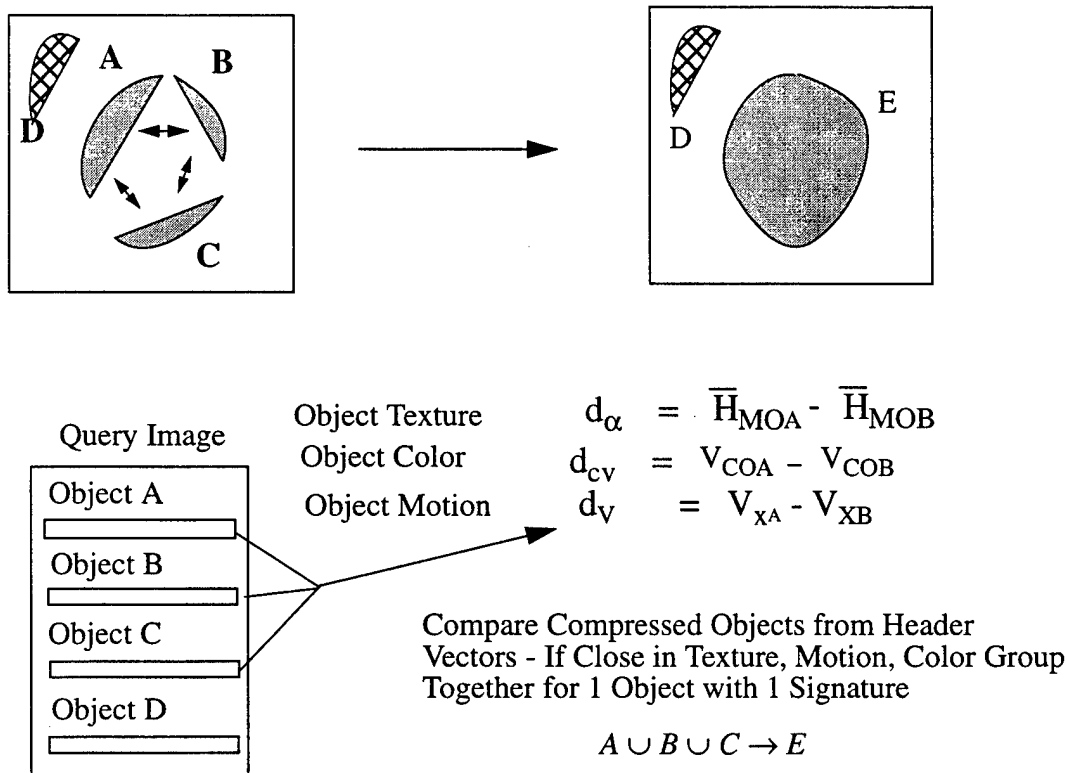 A
B
D
C
D
E
Query Image
Object A
Object B
Object C
Object D
Object Texture d_α = H̅_MOA - H̅_MOB
Object Color d_cv = V_COA - V_COB
Object Motion d_V = V_XA - V_XB
Compare Compressed Objects from Header
Vectors - If Close in Texture, Motion, Color Group
Together for 1 Object with 1 Signature
A ∪ B ∪ C → E